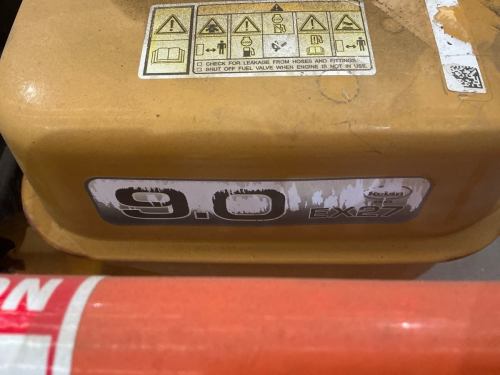 □ CHECK FOR LEAKAGE FROM HOSES AND FITTINGS.
□ SHUT OFF FUEL VALVE WHEN ENGINE IS NOT IN USE.
9.0
EX27
ON